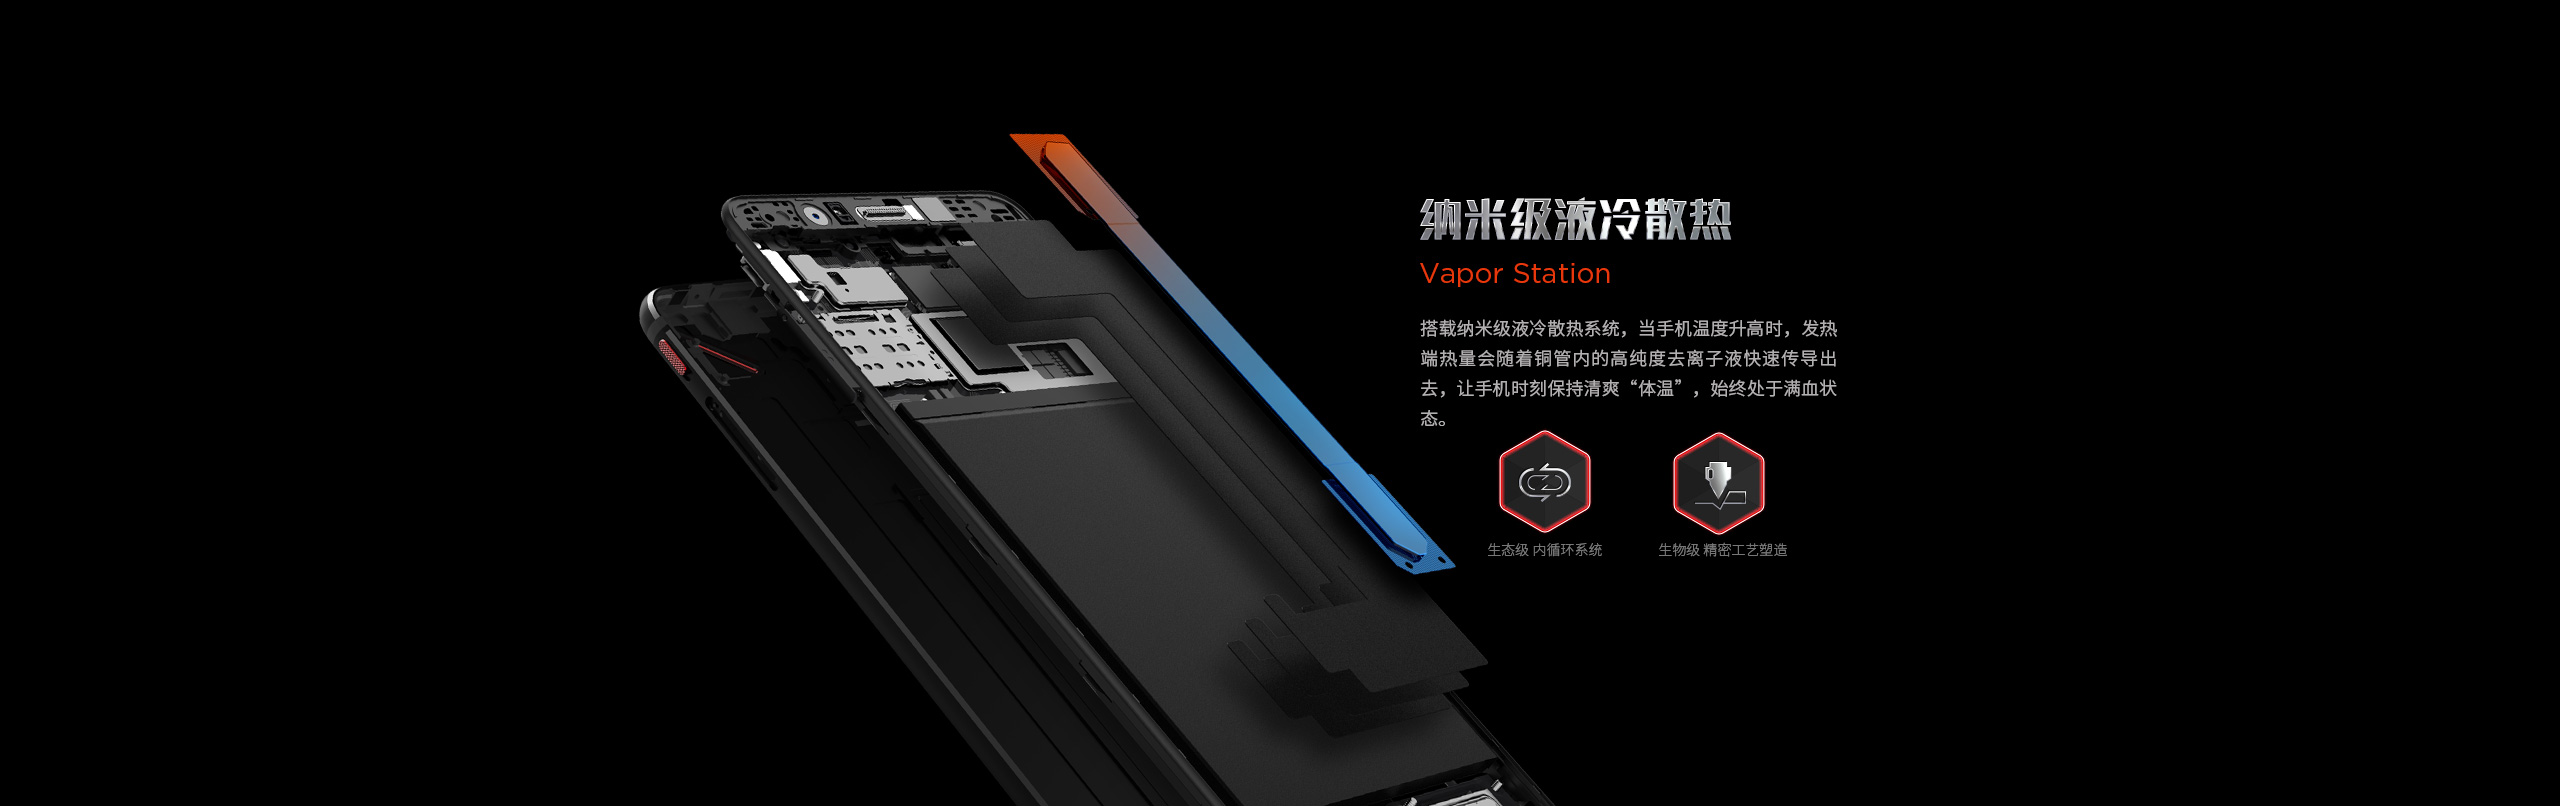 纳米级液冷散热
Vapor Station
搭载纳米级液冷散热系统，当手机温度升高时，发热
端热量会随着铜管内的高纯度去离子液快速传导出
去，让手机时刻保持清爽“体温”，始终处于满血状
态。
生态级 内循环系统
生物级 精密工艺塑造